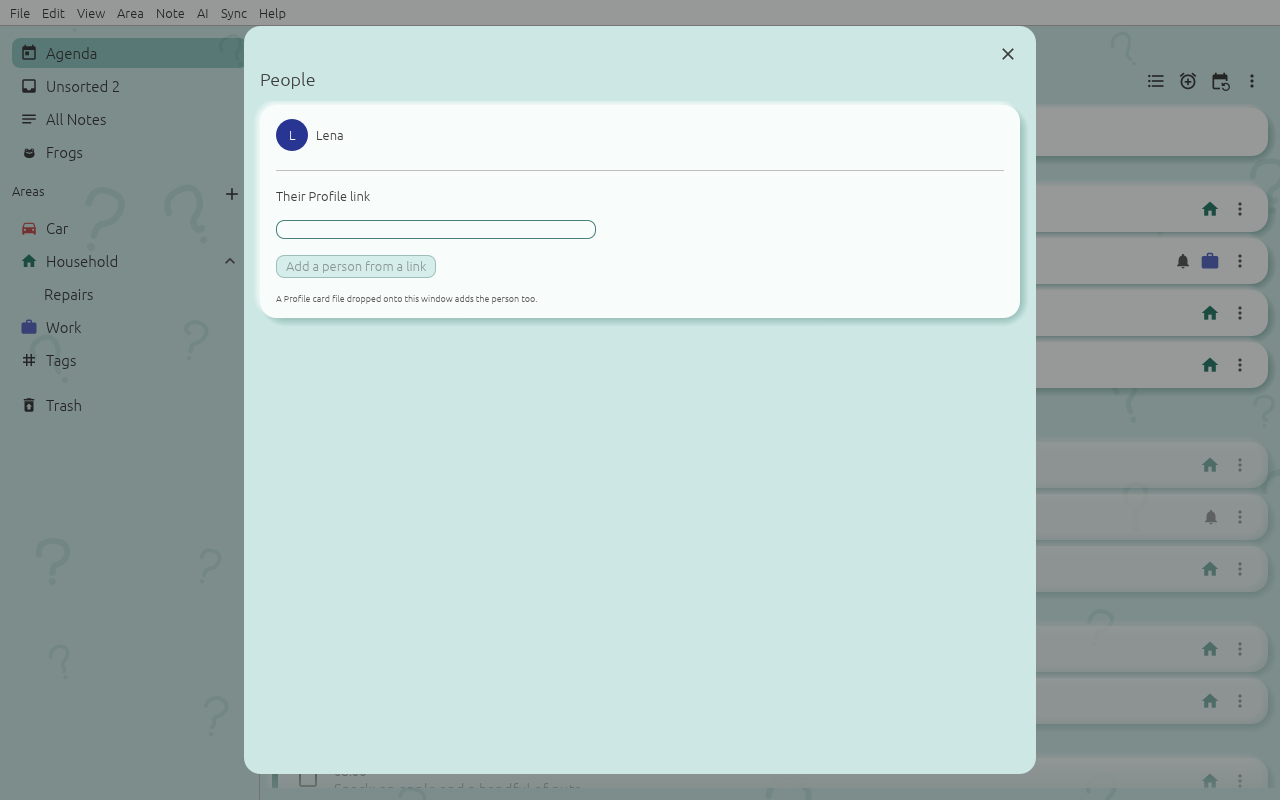 File Edit View Area Note AI Sync Help
Agenda
Unsorted 2
All Notes
Frogs
Areas
Car
Household
Repairs
Work
Tags
Trash
People
L Lena
Their Profile link
Add a person from a link
A Profile card file dropped onto this window adds the person too.